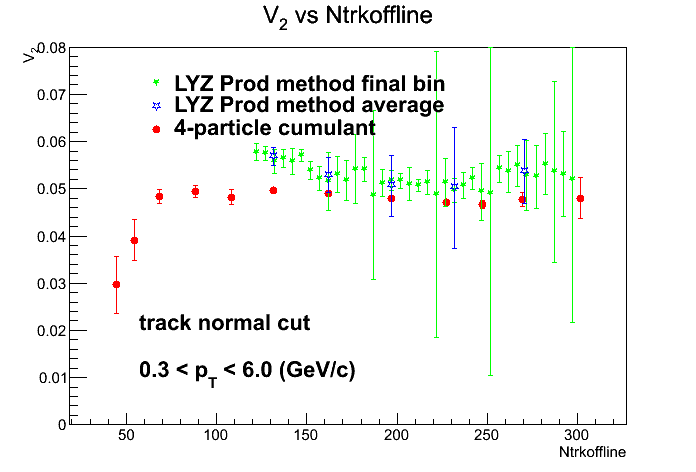 V2 vs Ntrkoffline
V2
0.08
0.07
0.06
0.05
0.04
0.03
0.02
0.01
0
LYZ Prod method final bin
LYZ Prod method average
4-particle cumulant
track normal cut
0.3 < pT < 6.0 (GeV/c)
50 100 150 200 250 300
Ntrkoffline